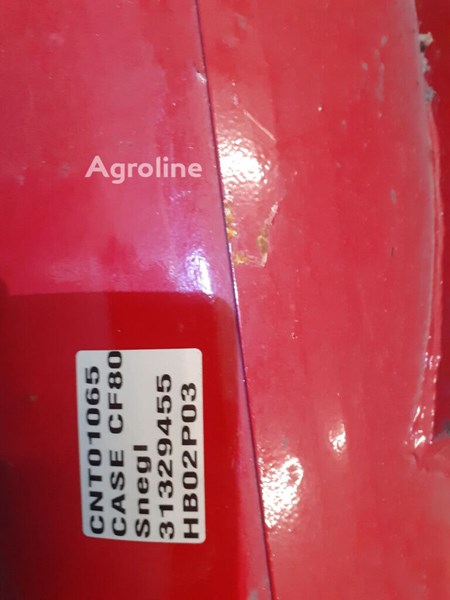 Agroline
CNT01065
CASE CF80
Snegl
31329455
HB02P03